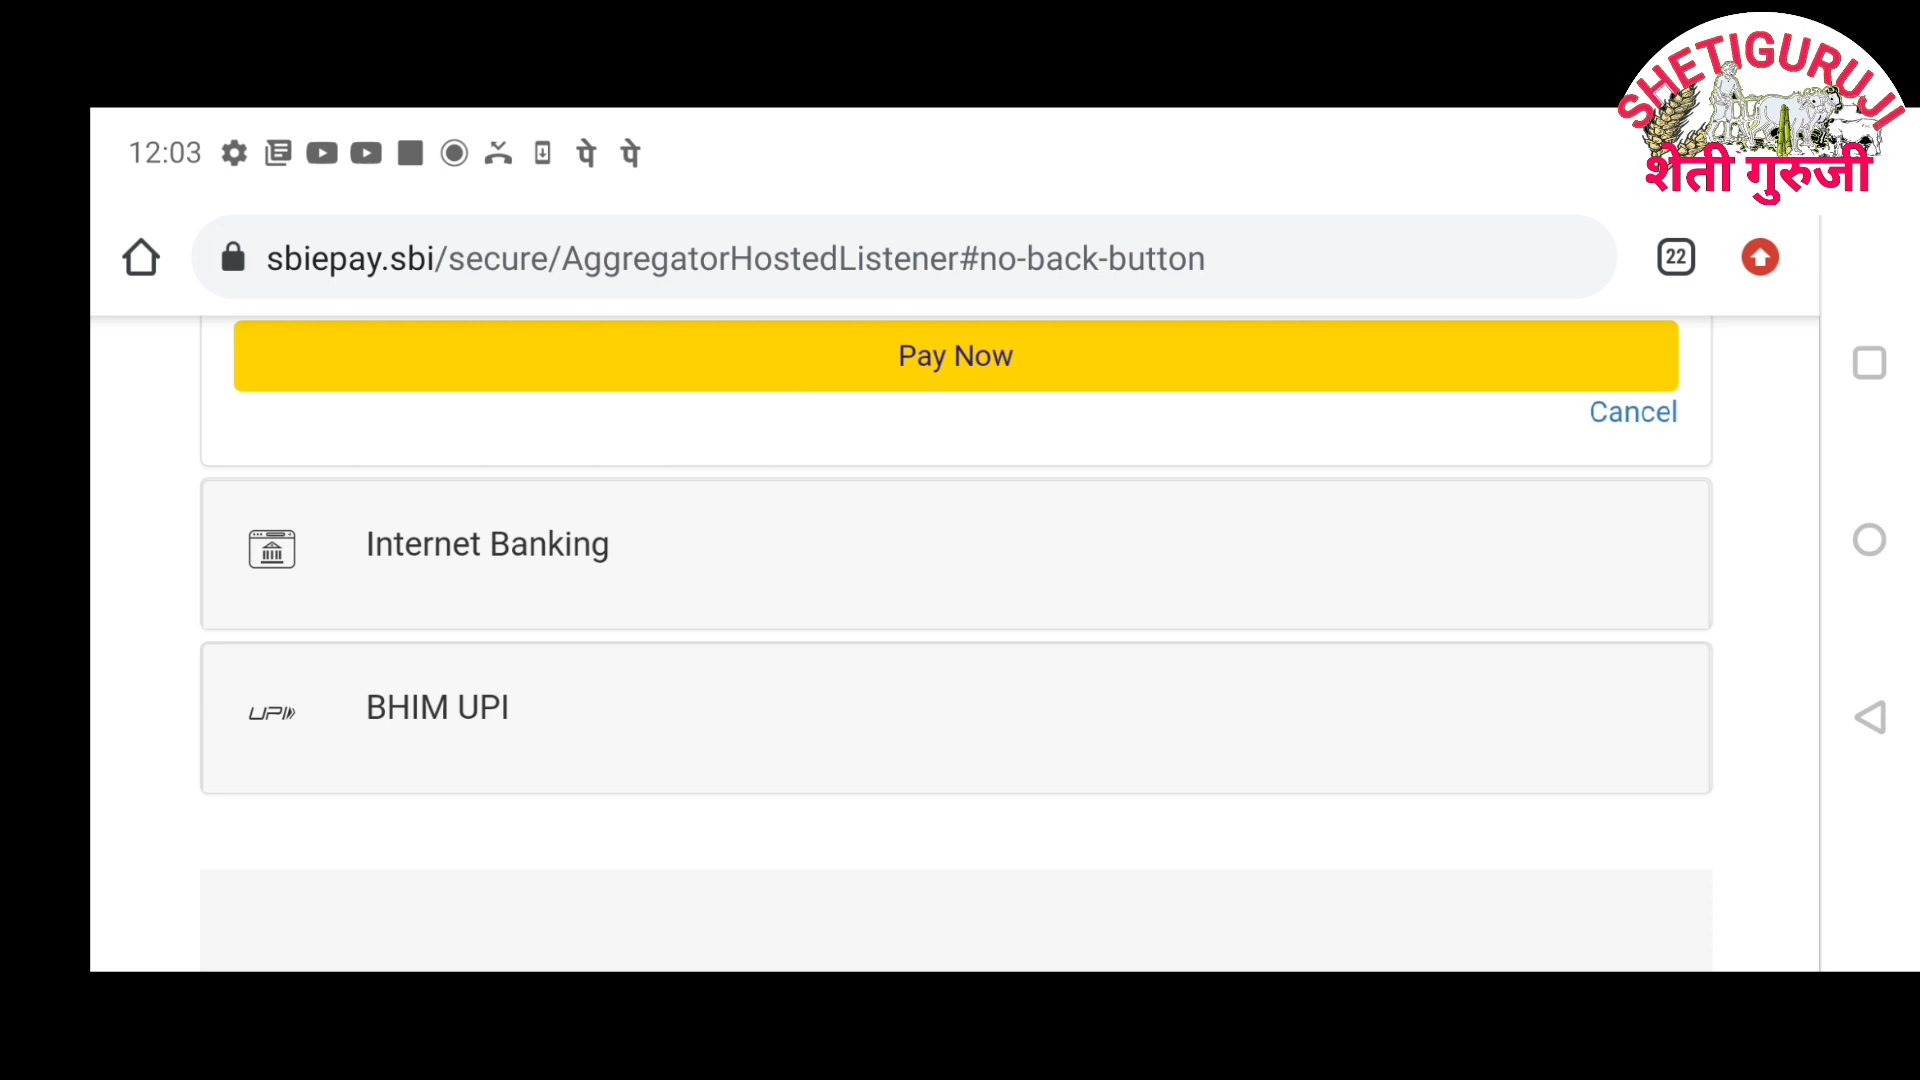 SHETIGURUJI
शेती गुरुजी
12:03 पे पे
sbiepay.sbi/secure/AggregatorHostedListener#no-back-button
22
Pay Now
Cancel
Internet Banking
UPI
BHIM UPI